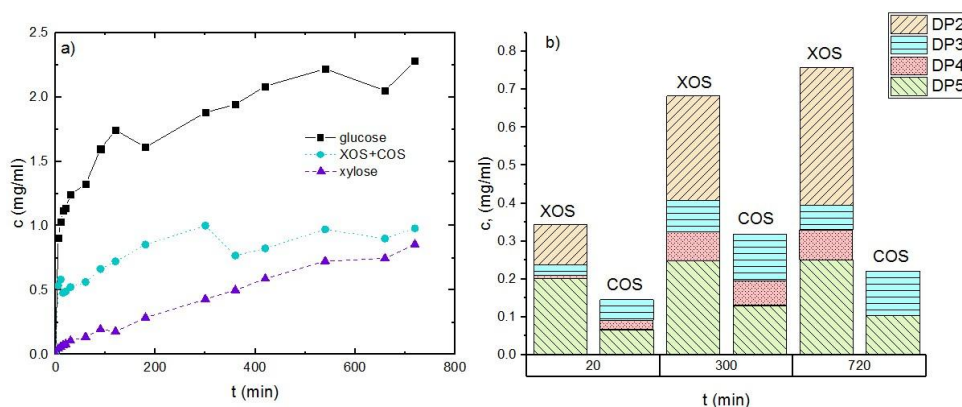 a)
2.5
2.0
1.5
1.0
0.5
0.0
c (mg/ml)
glucose
XOS+COS
xylose
0 200 400 600 800
t (min)
b)
DP2
DP3
DP4
DP5
0.8
0.7
0.6
0.5
0.4
0.3
0.2
0.1
0.0
c, (mg/ml)
XOS
COS
XOS
COS
XOS
COS
20 300 720
t (min)